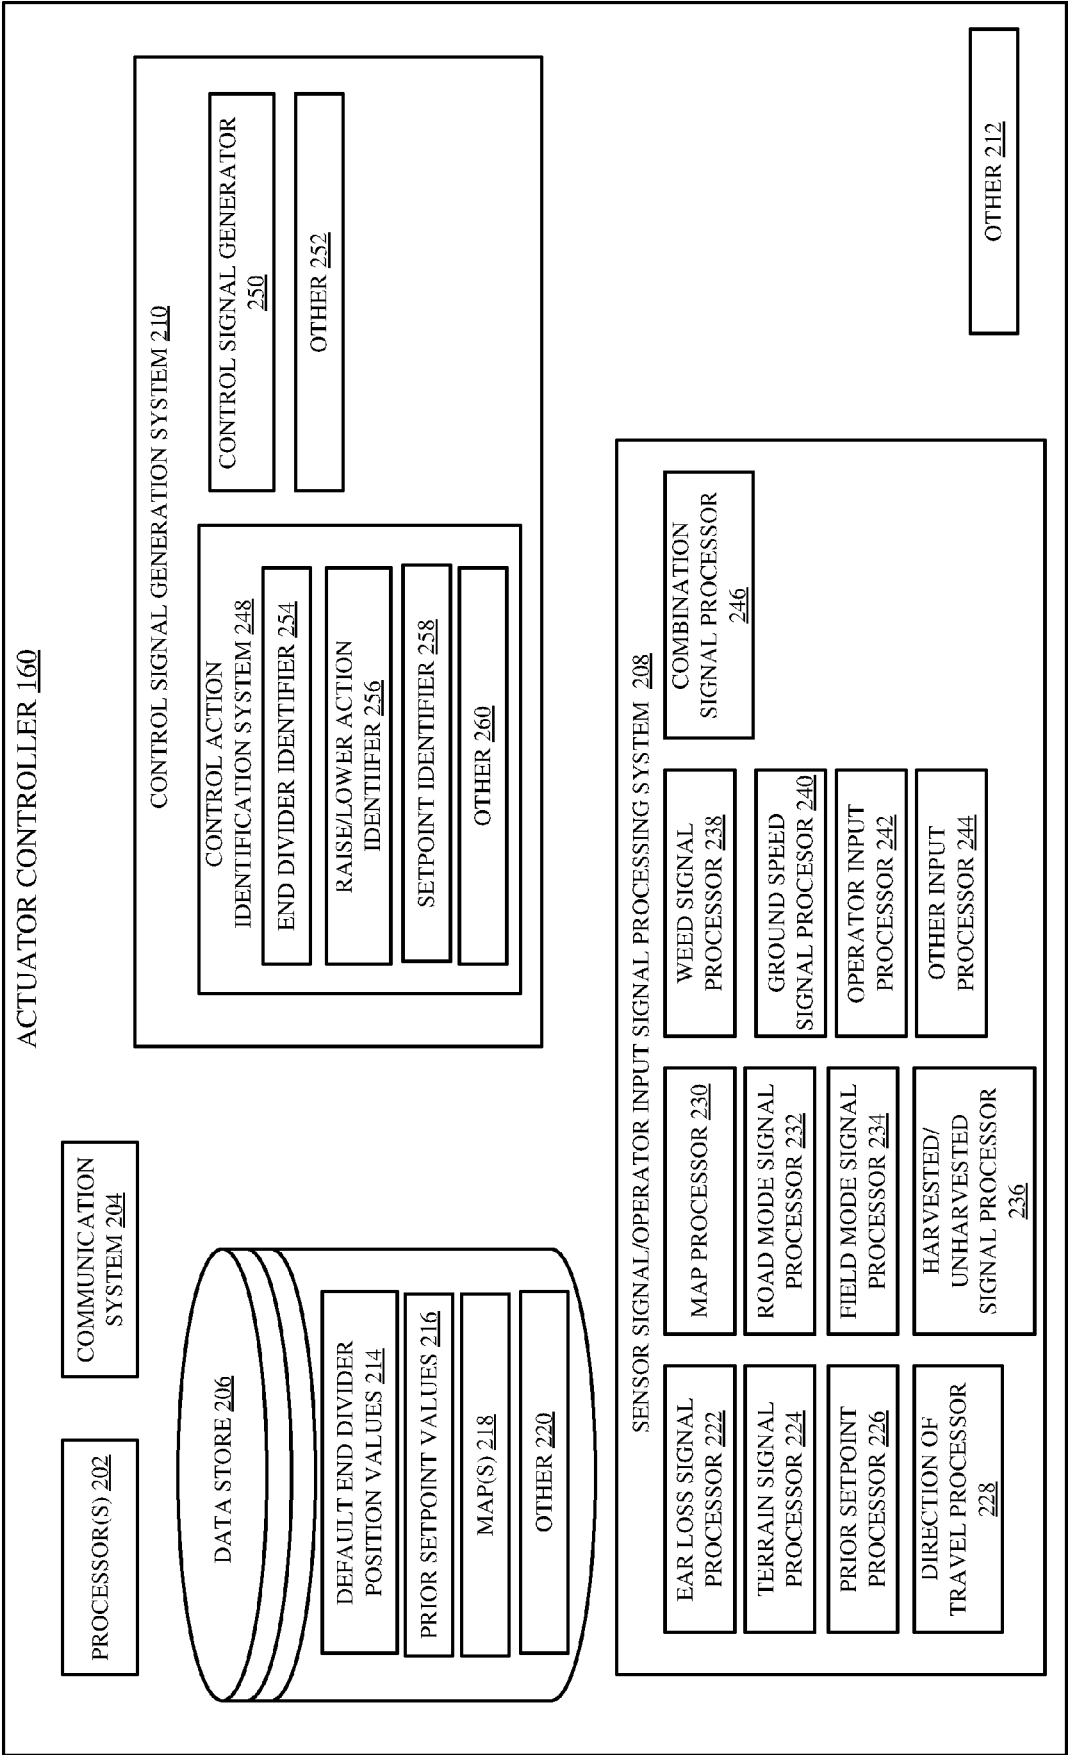 ACTUATOR CONTROLLER 160
PROCESSOR(S) 202
COMMUNICATION
SYSTEM 204
DATA STORE 206
DEFAULT END DIVIDER
POSITION VALUES 214
PRIOR SETPOINT VALUES 216
MAP(S) 218
OTHER 220
CONTROL SIGNAL GENERATION SYSTEM 210
CONTROL ACTION
IDENTIFICATION SYSTEM 248
END DIVIDER IDENTIFIER 254
RAISE/LOWER ACTION
IDENTIFER 256
SETPOINT IDENTIFIER 258
OTHER 260
CONTROL SIGNAL GENERATOR
250
OTHER 252
SENSOR SIGNAL/OPERATOR INPUT SIGNAL PROCESSING SYSTEM 208
EAR LOSS SIGNAL
PROCESSOR 222
TERRAIN SIGNAL
PROCESSOR 224
PRIOR SETPOINT
PROCESSOR 226
DIRECTION OF
TRAVEL PROCESSOR
228
MAP PROCESSOR 230
ROAD MODE SIGNAL
PROCESSOR 232
FIELD MODE SIGNAL
PROCESSOR 234
HARVESTED/
UNHARVESTED
SIGNAL PROCESSOR
236
WEED SIGNAL
PROCESSOR 238
GROUND SPEED
SIGNAL PROCESOR 240
OPERATOR INPUT
PROCESSOR 242
OTHER INPUT
PROCESSOR 244
COMBINATION
SIGNAL PROCESSOR
246
OTHER 212